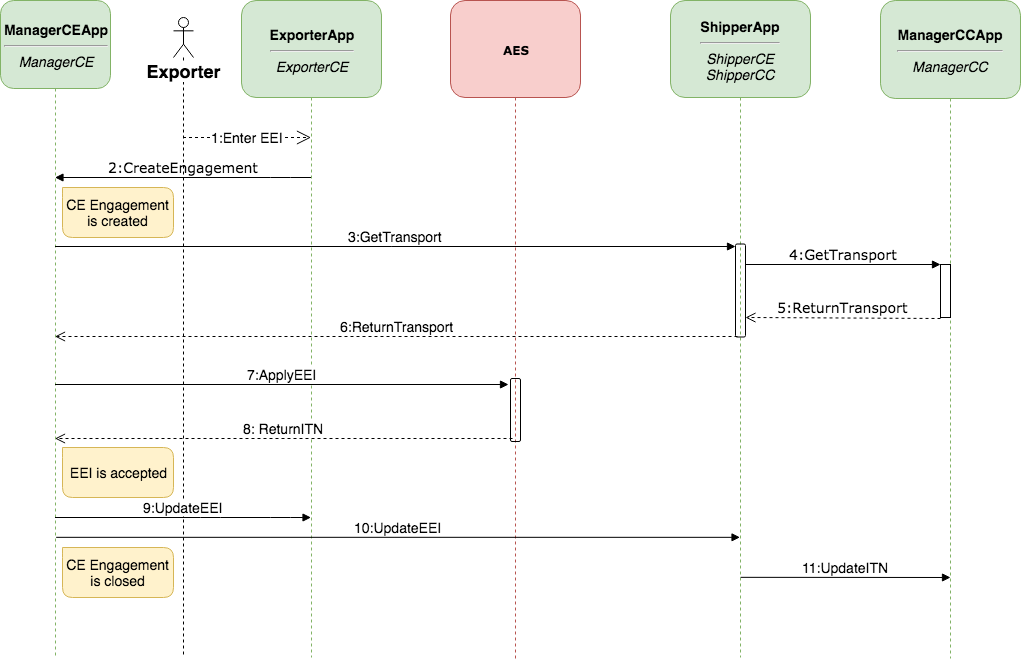 ManagerCEApp
ManagerCE
Exporter
ExporterApp
ExporterCE
AES
ShipperApp
ShipperCE
ShipperCC
ManagerCCApp
ManagerCC
1:Enter EEI
2:CreateEngagement
CE Engagement
is created
3:GetTransport
4:GetTransport
5:ReturnTransport
6:ReturnTransport
7:ApplyEEI
8: ReturnITN
EEI is accepted
9:UpdateEEI
10:UpdateEEI
CE Engagement
is closed
11:UpdateITN